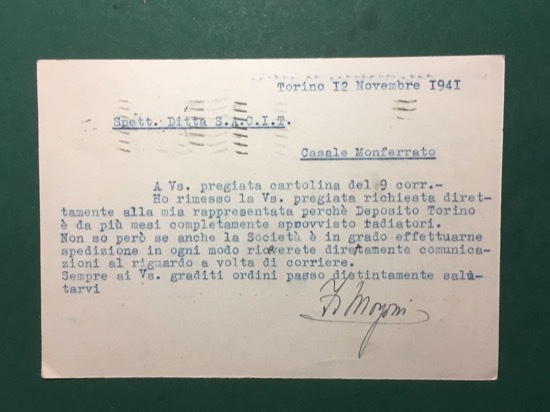 Torino 12 Novembre 1941
Spett. Ditta S.A.C.I.T.
Casale Monferrato
A Vs. pregiata cartolina del 9 corr.-
Ho rimesso la Vs. pregiata richiesta diret-
tamente alla mia rappresentata perchè Deposito Torino
è da più mesi completamente sprovvisto radiatori.
Non so però se anche la Società è in grado effettuarne
spedizione in ogni modo riceverete direttamente comunica-
zioni al riguardo a volta di corriere.
Sempre ai Vs. graditi ordini passo distintamente salu-
tarvi